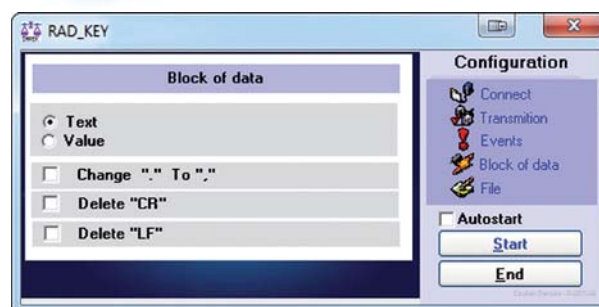 RAD_KEY
Block of data
Text
Value
Change "." To ","
Delete "CR"
Delete "LF"
Configuration
Connect
Transmition
Events
Block of data
File
Autostart
Start
End